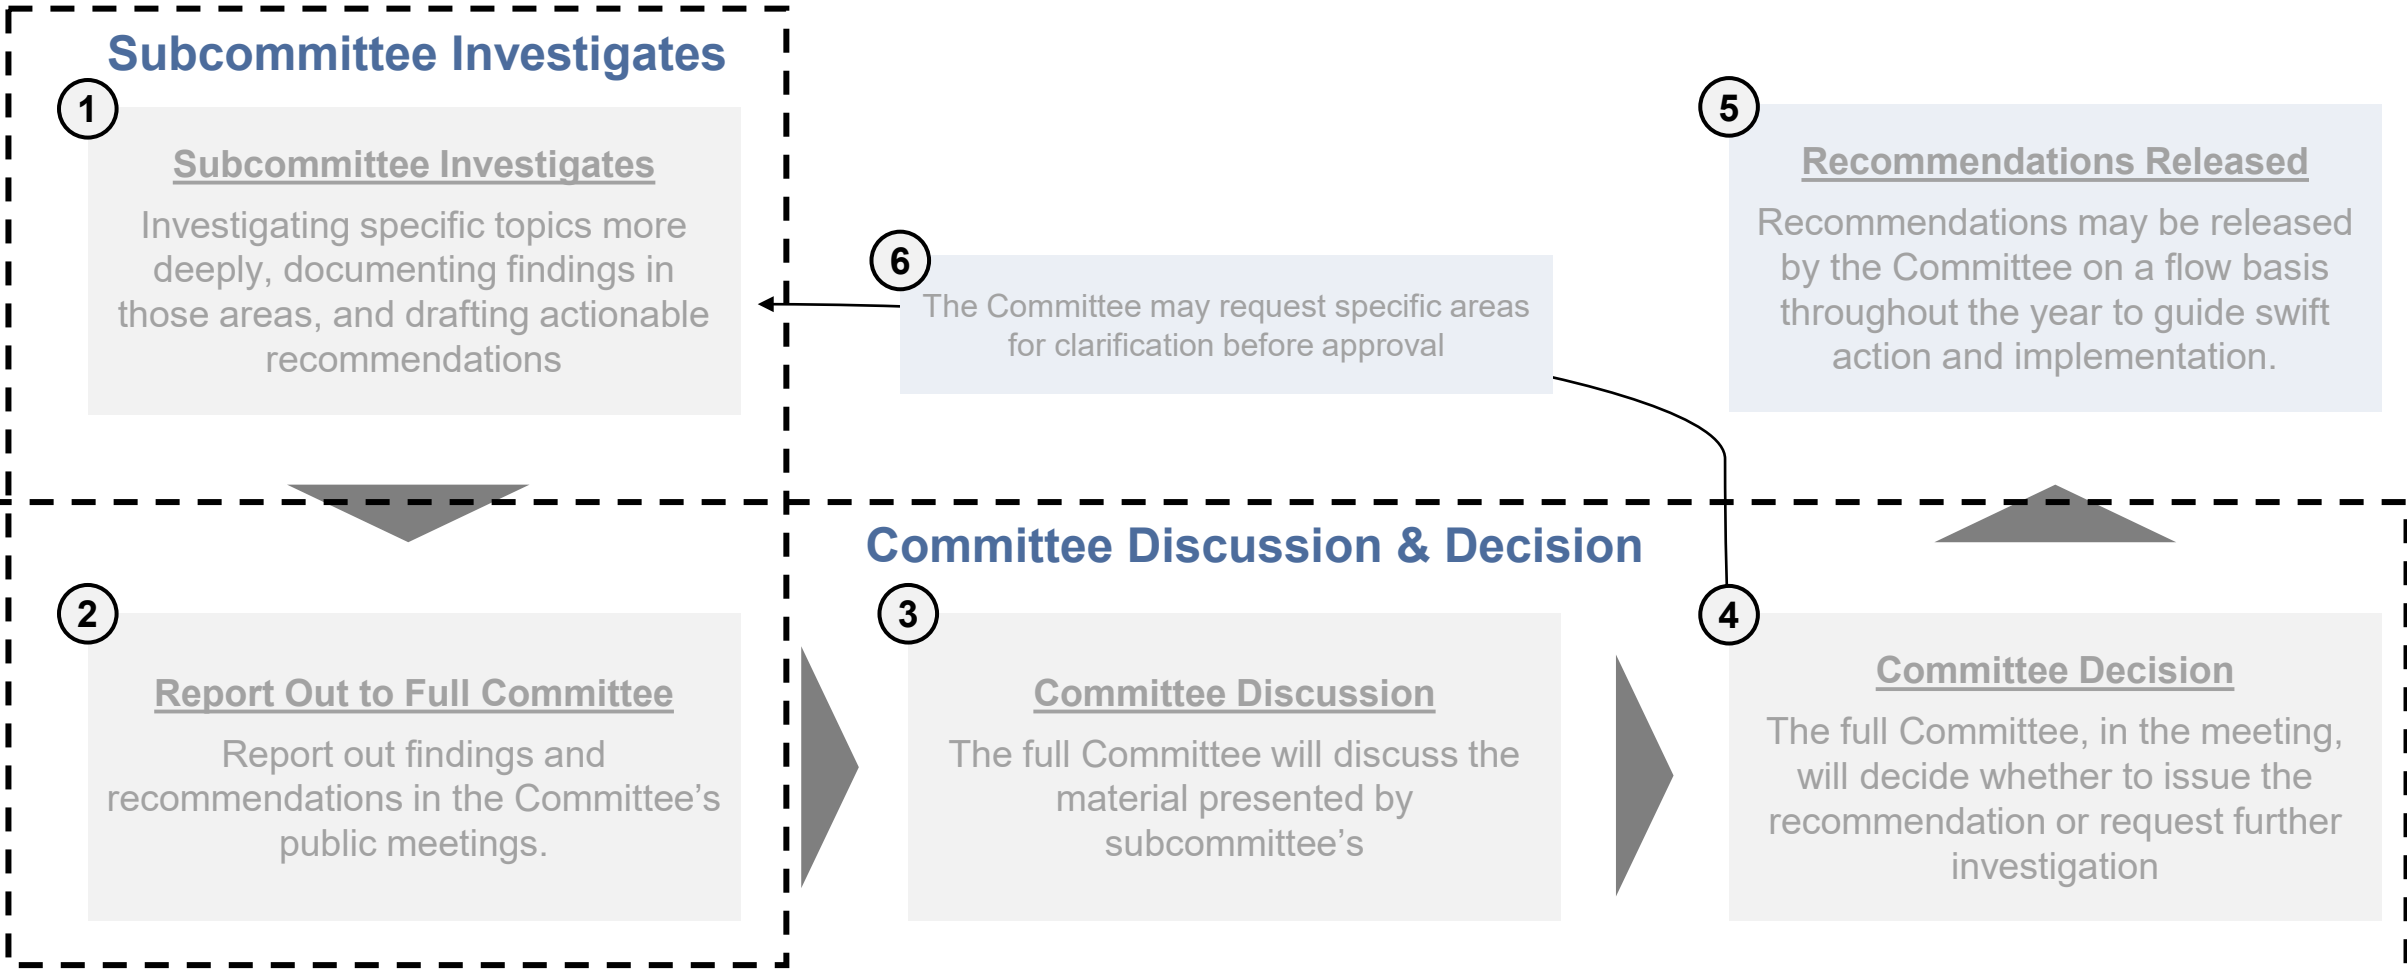 Subcommittee Investigates
1
Subcommittee Investigates
Investigating specific topics more
deeply, documenting findings in
those areas, and drafting actionable
recommendations
2
Report Out to Full Committee
Report out findings and
recommendations in the Committee’s
public meetings.
Committee Discussion & Decision
3
Committee Discussion
The full Committee will discuss the
material presented by
subcommittee’s
4
Committee Decision
The full Committee, in the meeting,
will decide whether to issue the
recommendation or request further
investigation
5
Recommendations Released
Recommendations may be released
by the Committee on a flow basis
throughout the year to guide swift
action and implementation.
6
The Committee may request specific areas
for clarification before approval